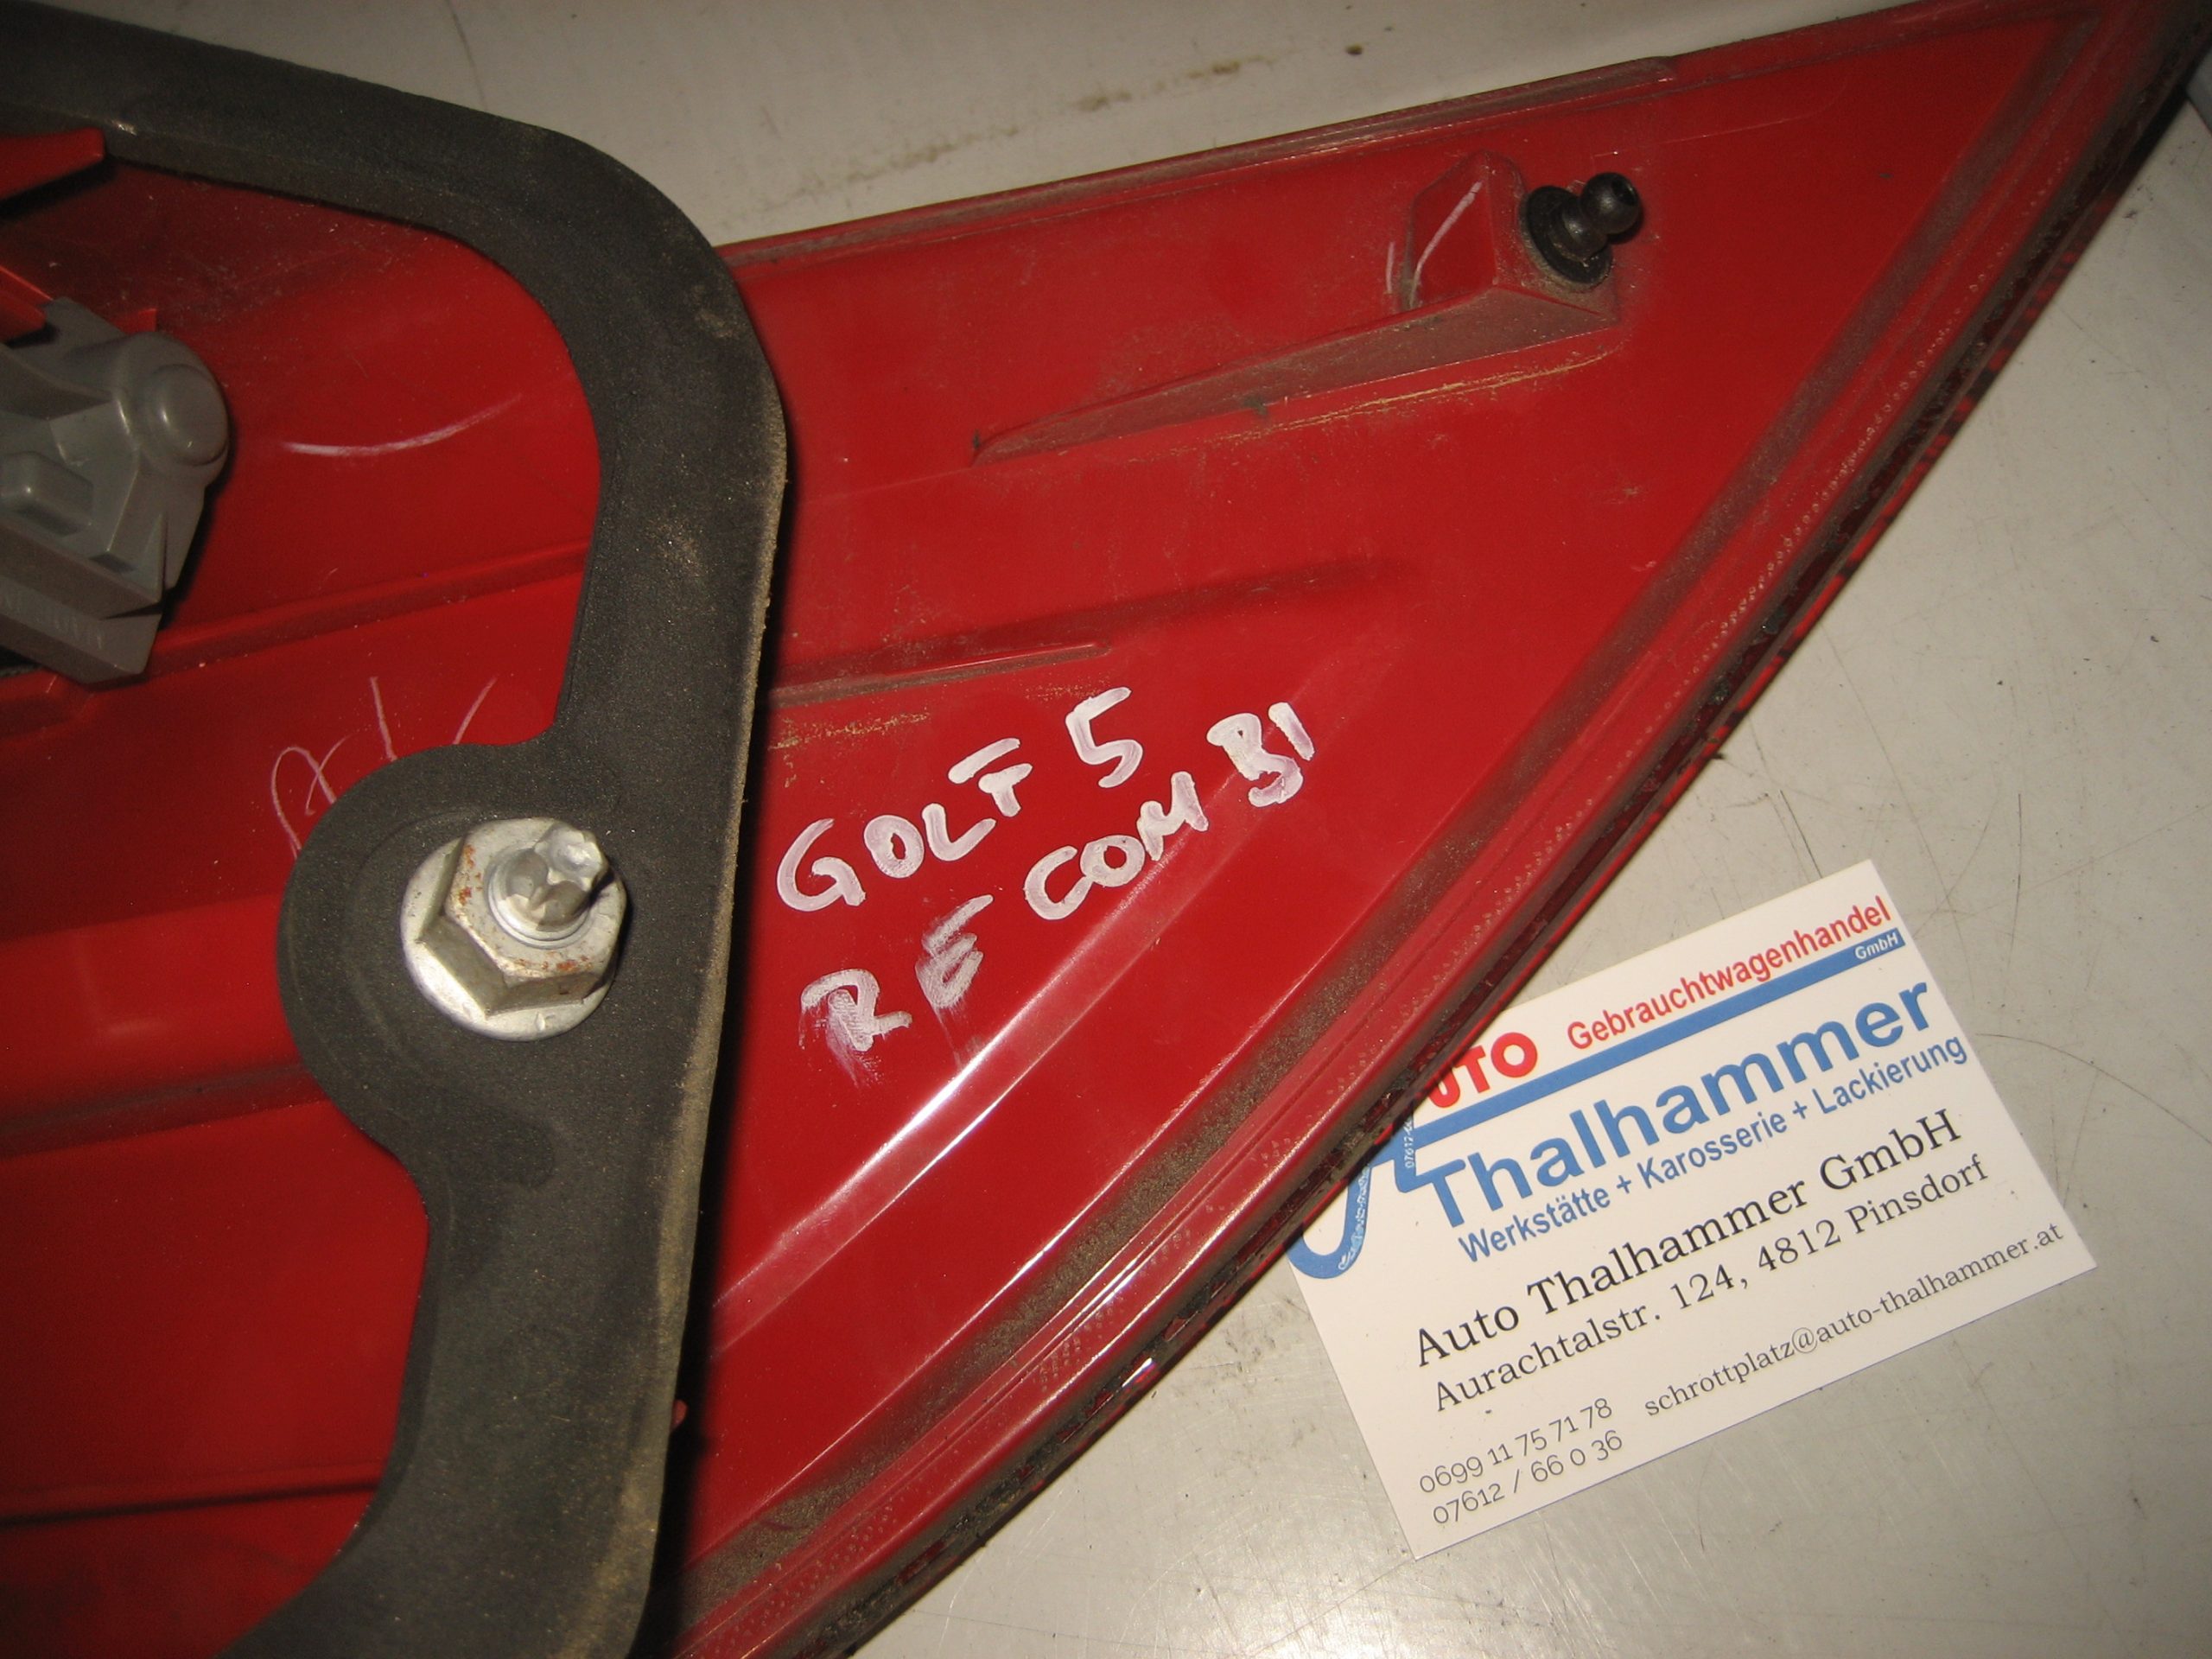 GOLF 5
RE COMBI
Gebrauchtwagenhandel
GmbH
Thalhammer
Werkstätte + Karosserie + Lackierung
Auto Thalhammer GmbH
Aurachtalstr. 124, 4812 Pinsdorf
0699 11 75 71 78
schrottplatz@auto-thalhammer.at
07612 / 66 0 36